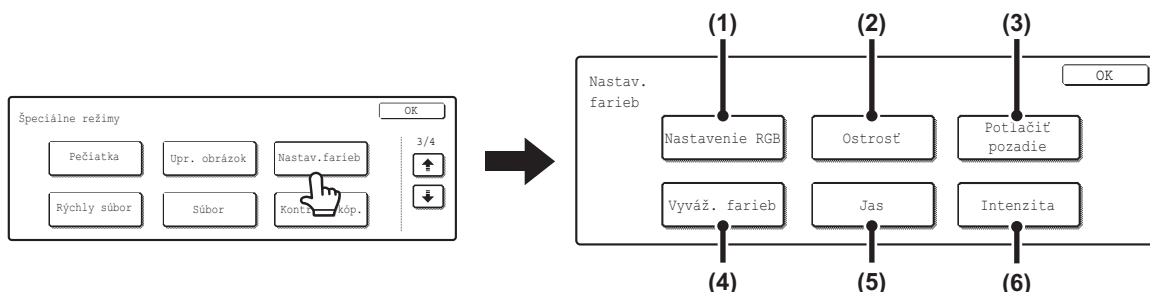 Špeciálne režimy
OK
Pečiatka
Upr. obrázok
Nastav.farieb
3/4
Rýchly súbor
Súbor
(1)
(2)
(3)
Nastav.
farieb
OK
Nastavenie RGB
Ostrosť
Potlačiť
pozadie
Vyváž. farieb
Jas
Intenzita
(4)
(5)
(6)